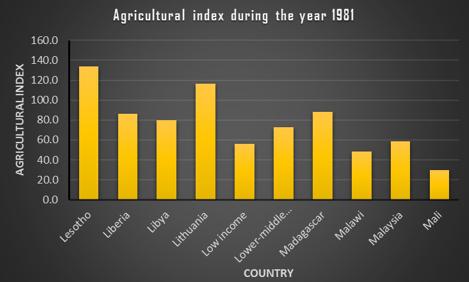 Agricultural index during the year 1981
AGRICULTURAL INDEX
160.0
140.0
120.0
100.0
80.0
60.0
40.0
20.0
0.0
Lesotho
Liberia
Libya
Lithuania
Low income
Lower-middle...
Madagascar
Malawi
Malaysia
Mali
COUNTRY